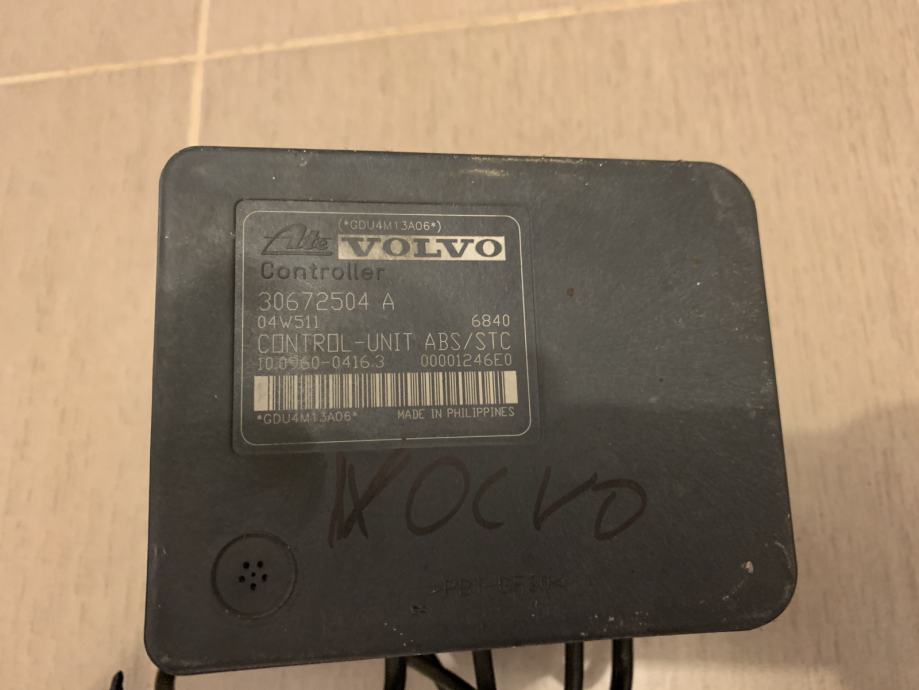 (*GDU4M13A06*)
Ate VOLVO
Controller
30672504 A
04W511 6840
CONTROL-UNIT ABS/STC
10.0960-0416.3 00001246E0
*GDU4M13A06* MADE IN PHILIPPINES
VOLVO